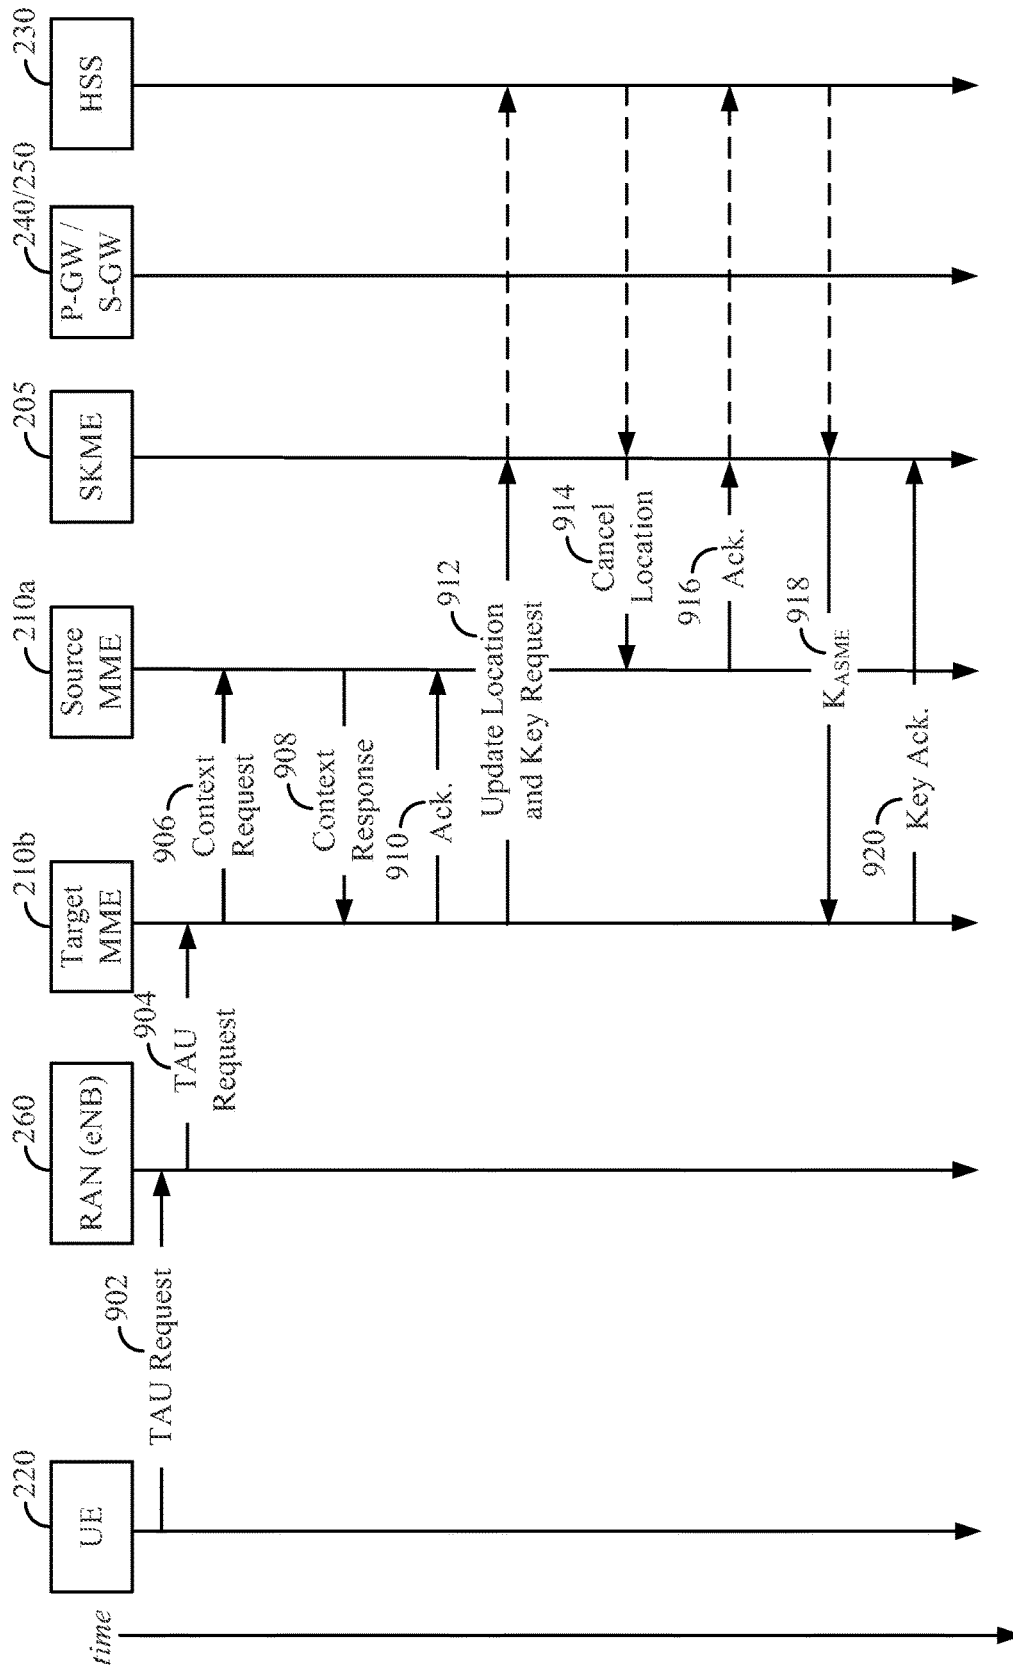 time
220
UE
260
RAN (eNB)
210b
Target
MME
210a
Source
MME
205
SKME
240/250
P-GW /
S-GW
230
HSS
902
TAU Request
904
TAU
Request
906
Context
Request
908
Context
Response
910
Ack.
912
Update Location
and Key Request
914
Cancel
Location
916
Ack.
918
KASME
920
Key Ack.